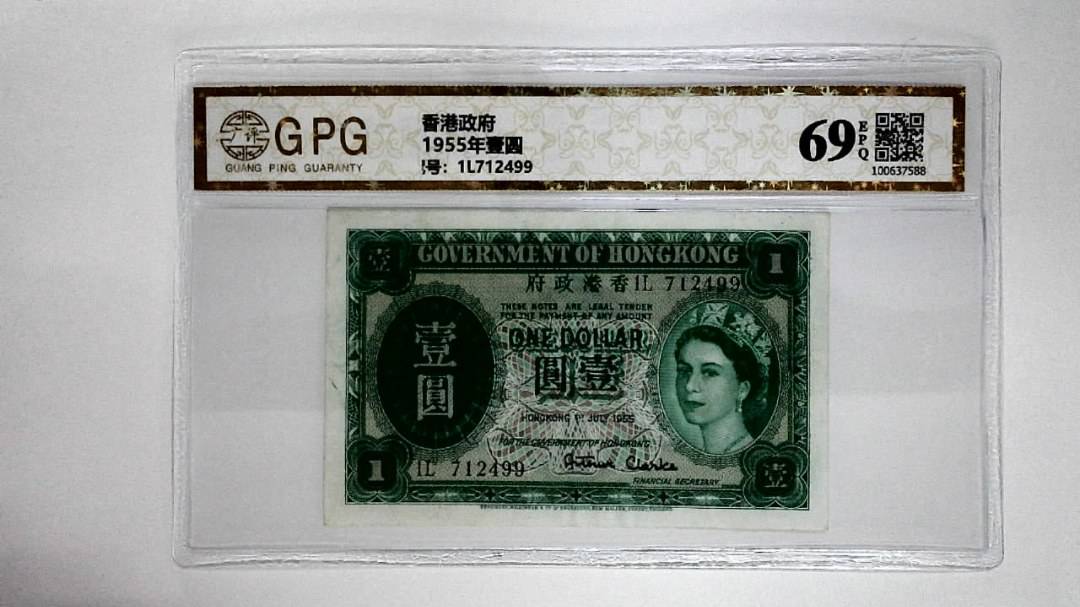 GPG
GUANG PING GUARANTY
香港政府
1955年壹圆
号: 1L712499
69
EPQ
100637588
壹
GOVERNMENT OF HONGKONG
1
府政港香 1L 712499
THESE NOTES ARE LEGAL TENDER
FOR THE PAYMENT OF ANY AMOUNT
ONE DOLLAR
圓壹
壹圓
HONGKONG 1ST JULY 1955
FOR THE GOVERNMENT OF HONGKONG
1
1L 712499
Arthur Clarke
FINANCIAL SECRETARY
壹